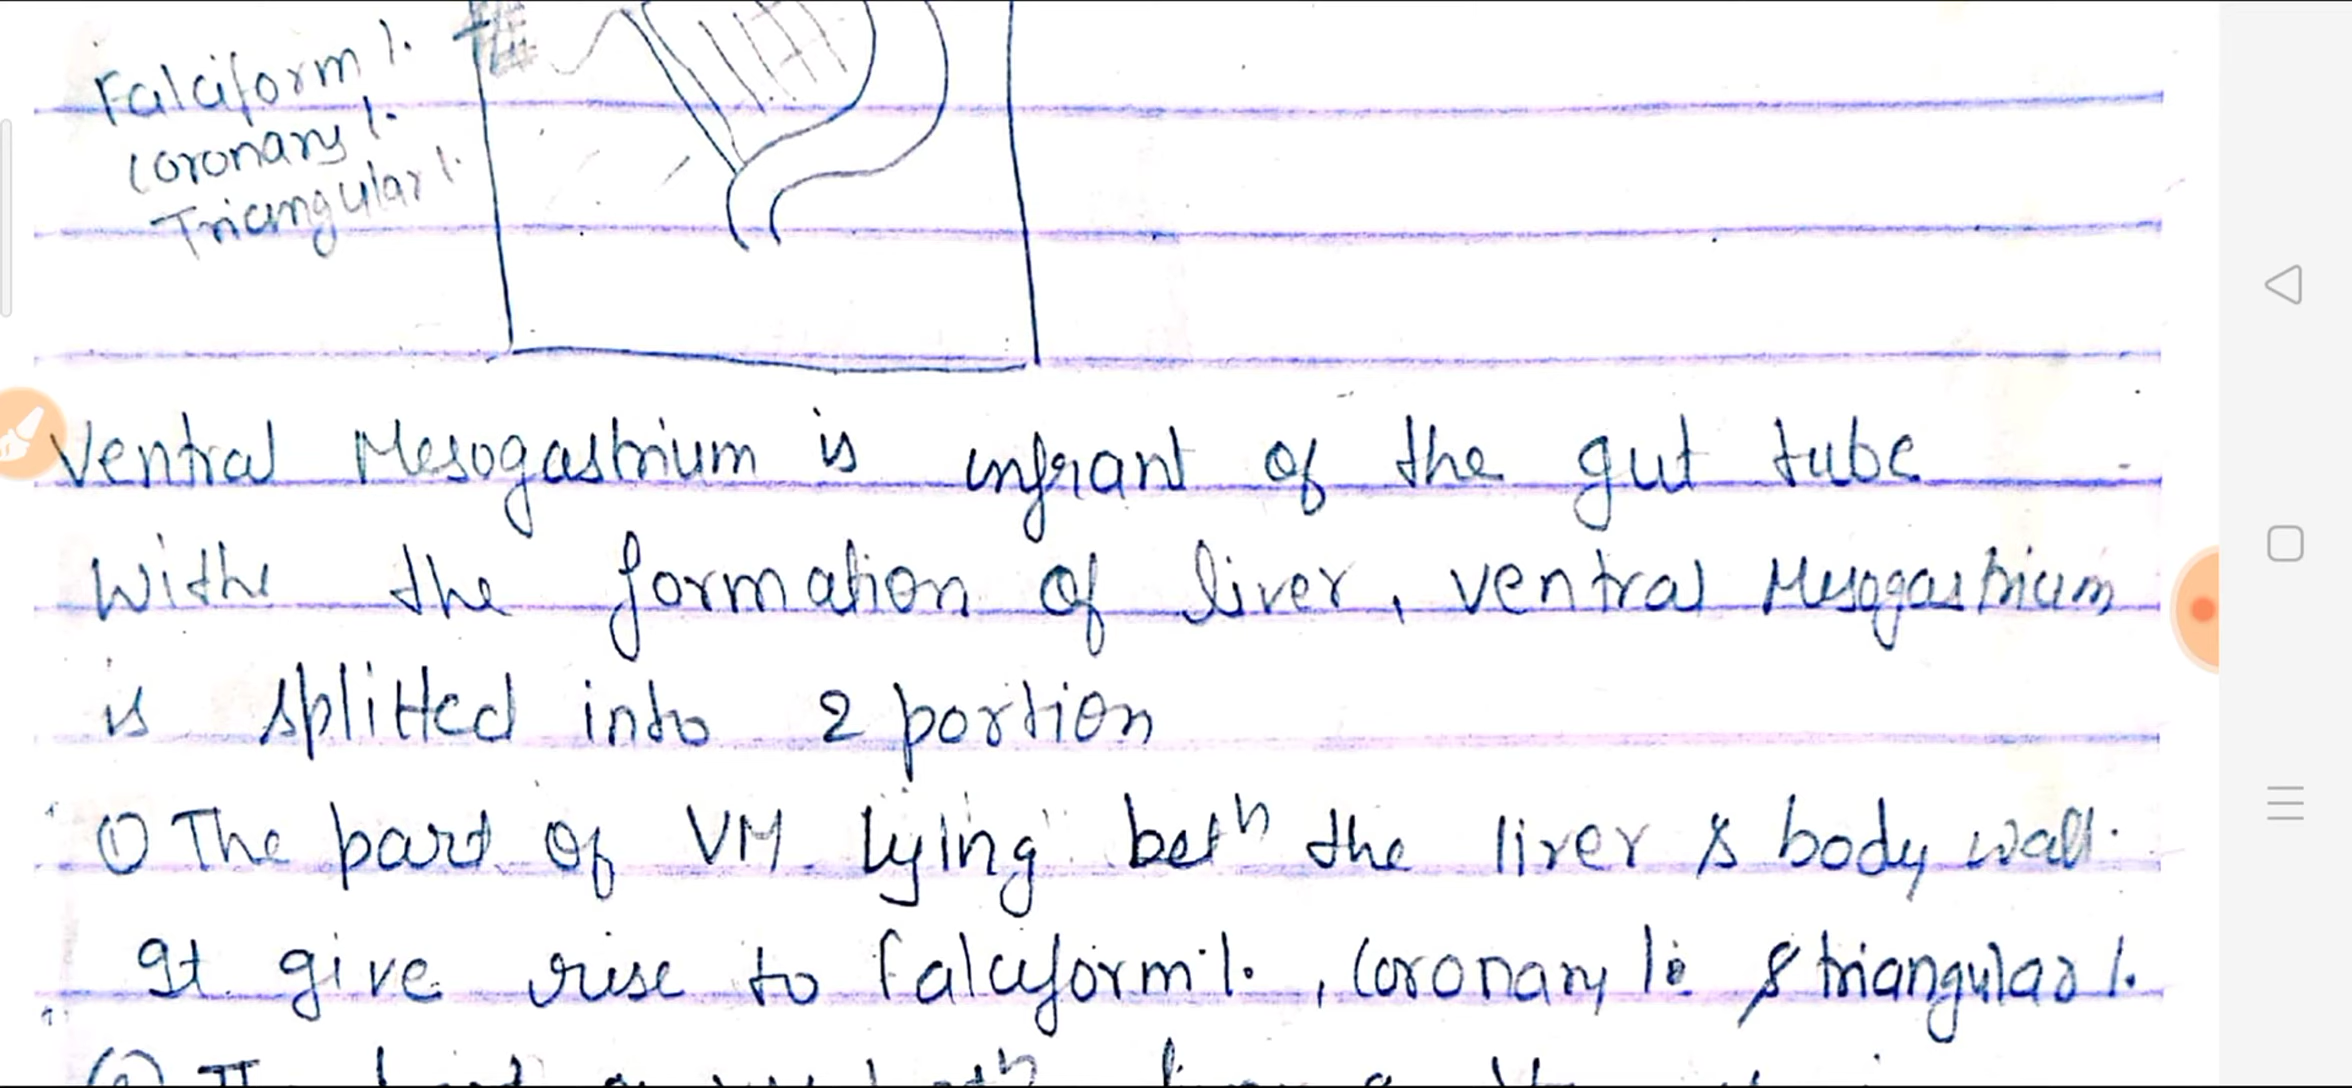 Falciform l.
Coronary l.
Triangular l.
Ventral Mesogastrium is infrant of the gut tube
Withe the formation of liver, ventral Mesogastrium
is splitted into 2 portion
① The part of VM lying betⁿ the liver & body wall.
It give rise to falciform l., Coronary l. & triangular l.